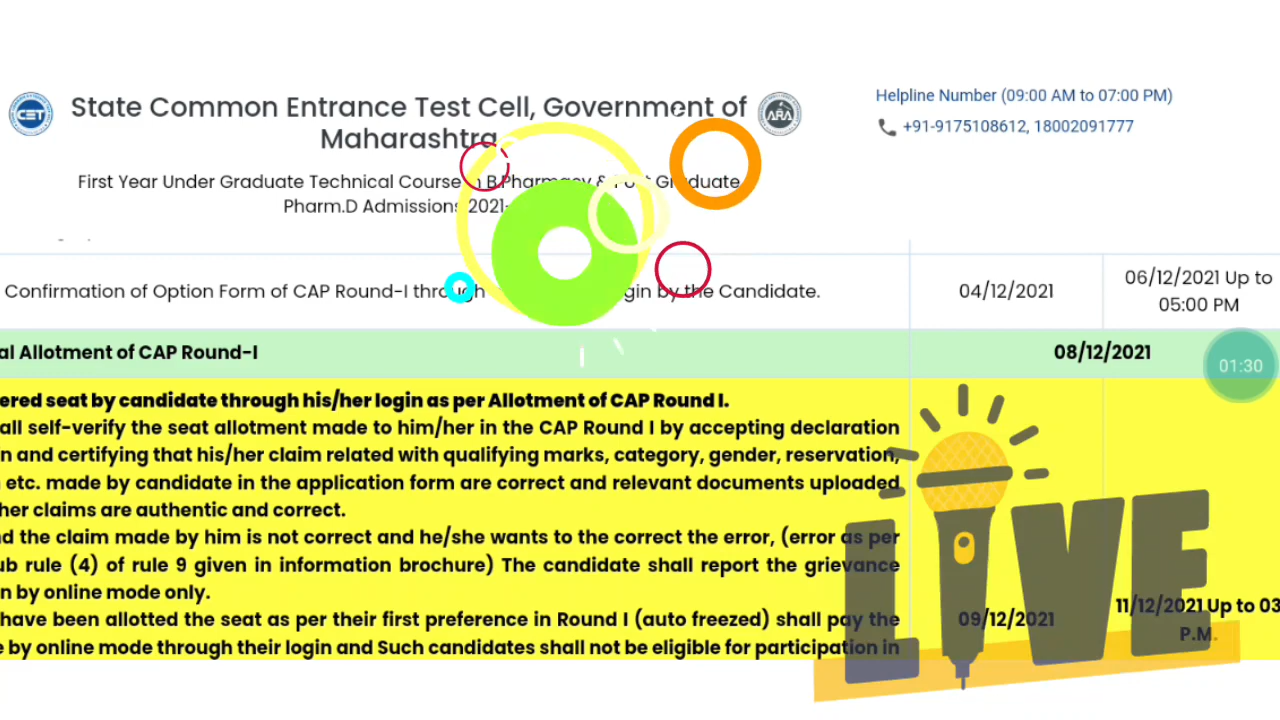 CET
State Common Entrance Test Cell, Government of
Maharashtra
ARA
First Year Under Graduate Technical Course in B.Pharmacy & Post Graduate
Pharm.D Admissions 2021-
Helpline Number (09:00 AM to 07:00 PM)
+91-9175108612, 18002091777
Confirmation of Option Form of CAP Round-I through gin by the Candidate.
04/12/2021
06/12/2021 Up to
05:00 PM
al Allotment of CAP Round-I
08/12/2021
01:30
ered seat by candidate through his/her login as per Allotment of CAP Round I.
all self-verify the seat allotment made to him/her in the CAP Round I by accepting declaration
n and certifying that his/her claim related with qualifying marks, category, gender, reservation,
etc. made by candidate in the application form are correct and relevant documents uploaded
her claims are authentic and correct.
nd the claim made by him is not correct and he/she wants to the correct the error, (error as per
ub rule (4) of rule 9 given in information brochure) The candidate shall report the grievance
n by online mode only.
have been allotted the seat as per their first preference in Round I (auto freezed) shall pay the
e by online mode through their login and Such candidates shall not be eligible for participation in
09/12/2021
11/12/2021 Up to 03
P.M.
LIVE